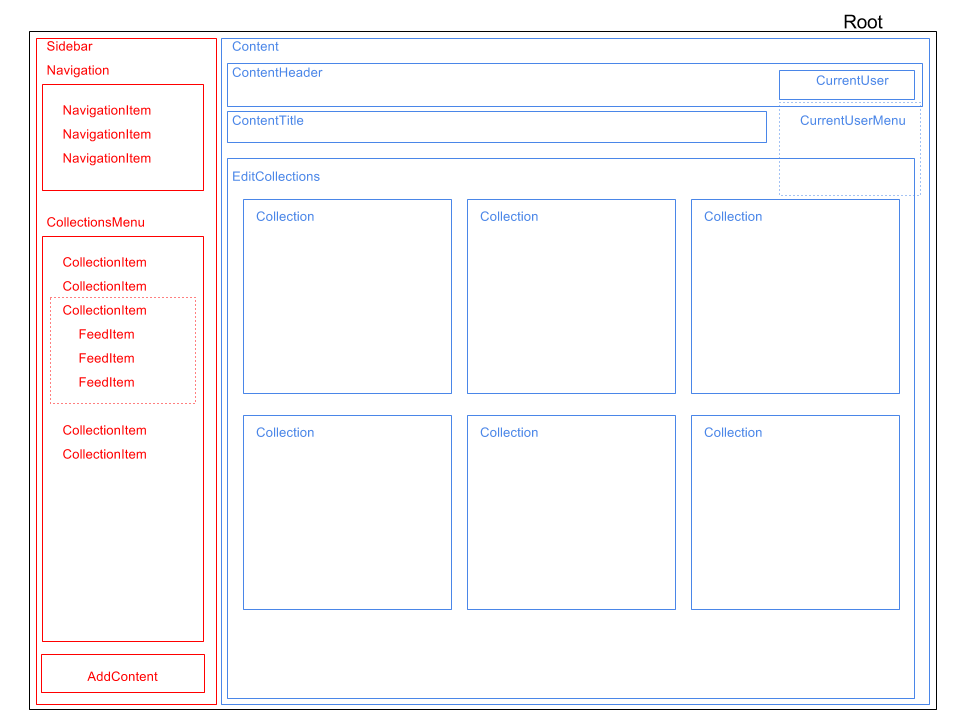 Root
Sidebar
Navigation
NavigationItem
NavigationItem
NavigationItem
CollectionsMenu
CollectionItem
CollectionItem
CollectionItem
FeedItem
FeedItem
FeedItem
CollectionItem
CollectionItem
AddContent
Content
ContentHeader
CurrentUser
ContentTitle
CurrentUserMenu
EditCollections
Collection
Collection
Collection
Collection
Collection
Collection